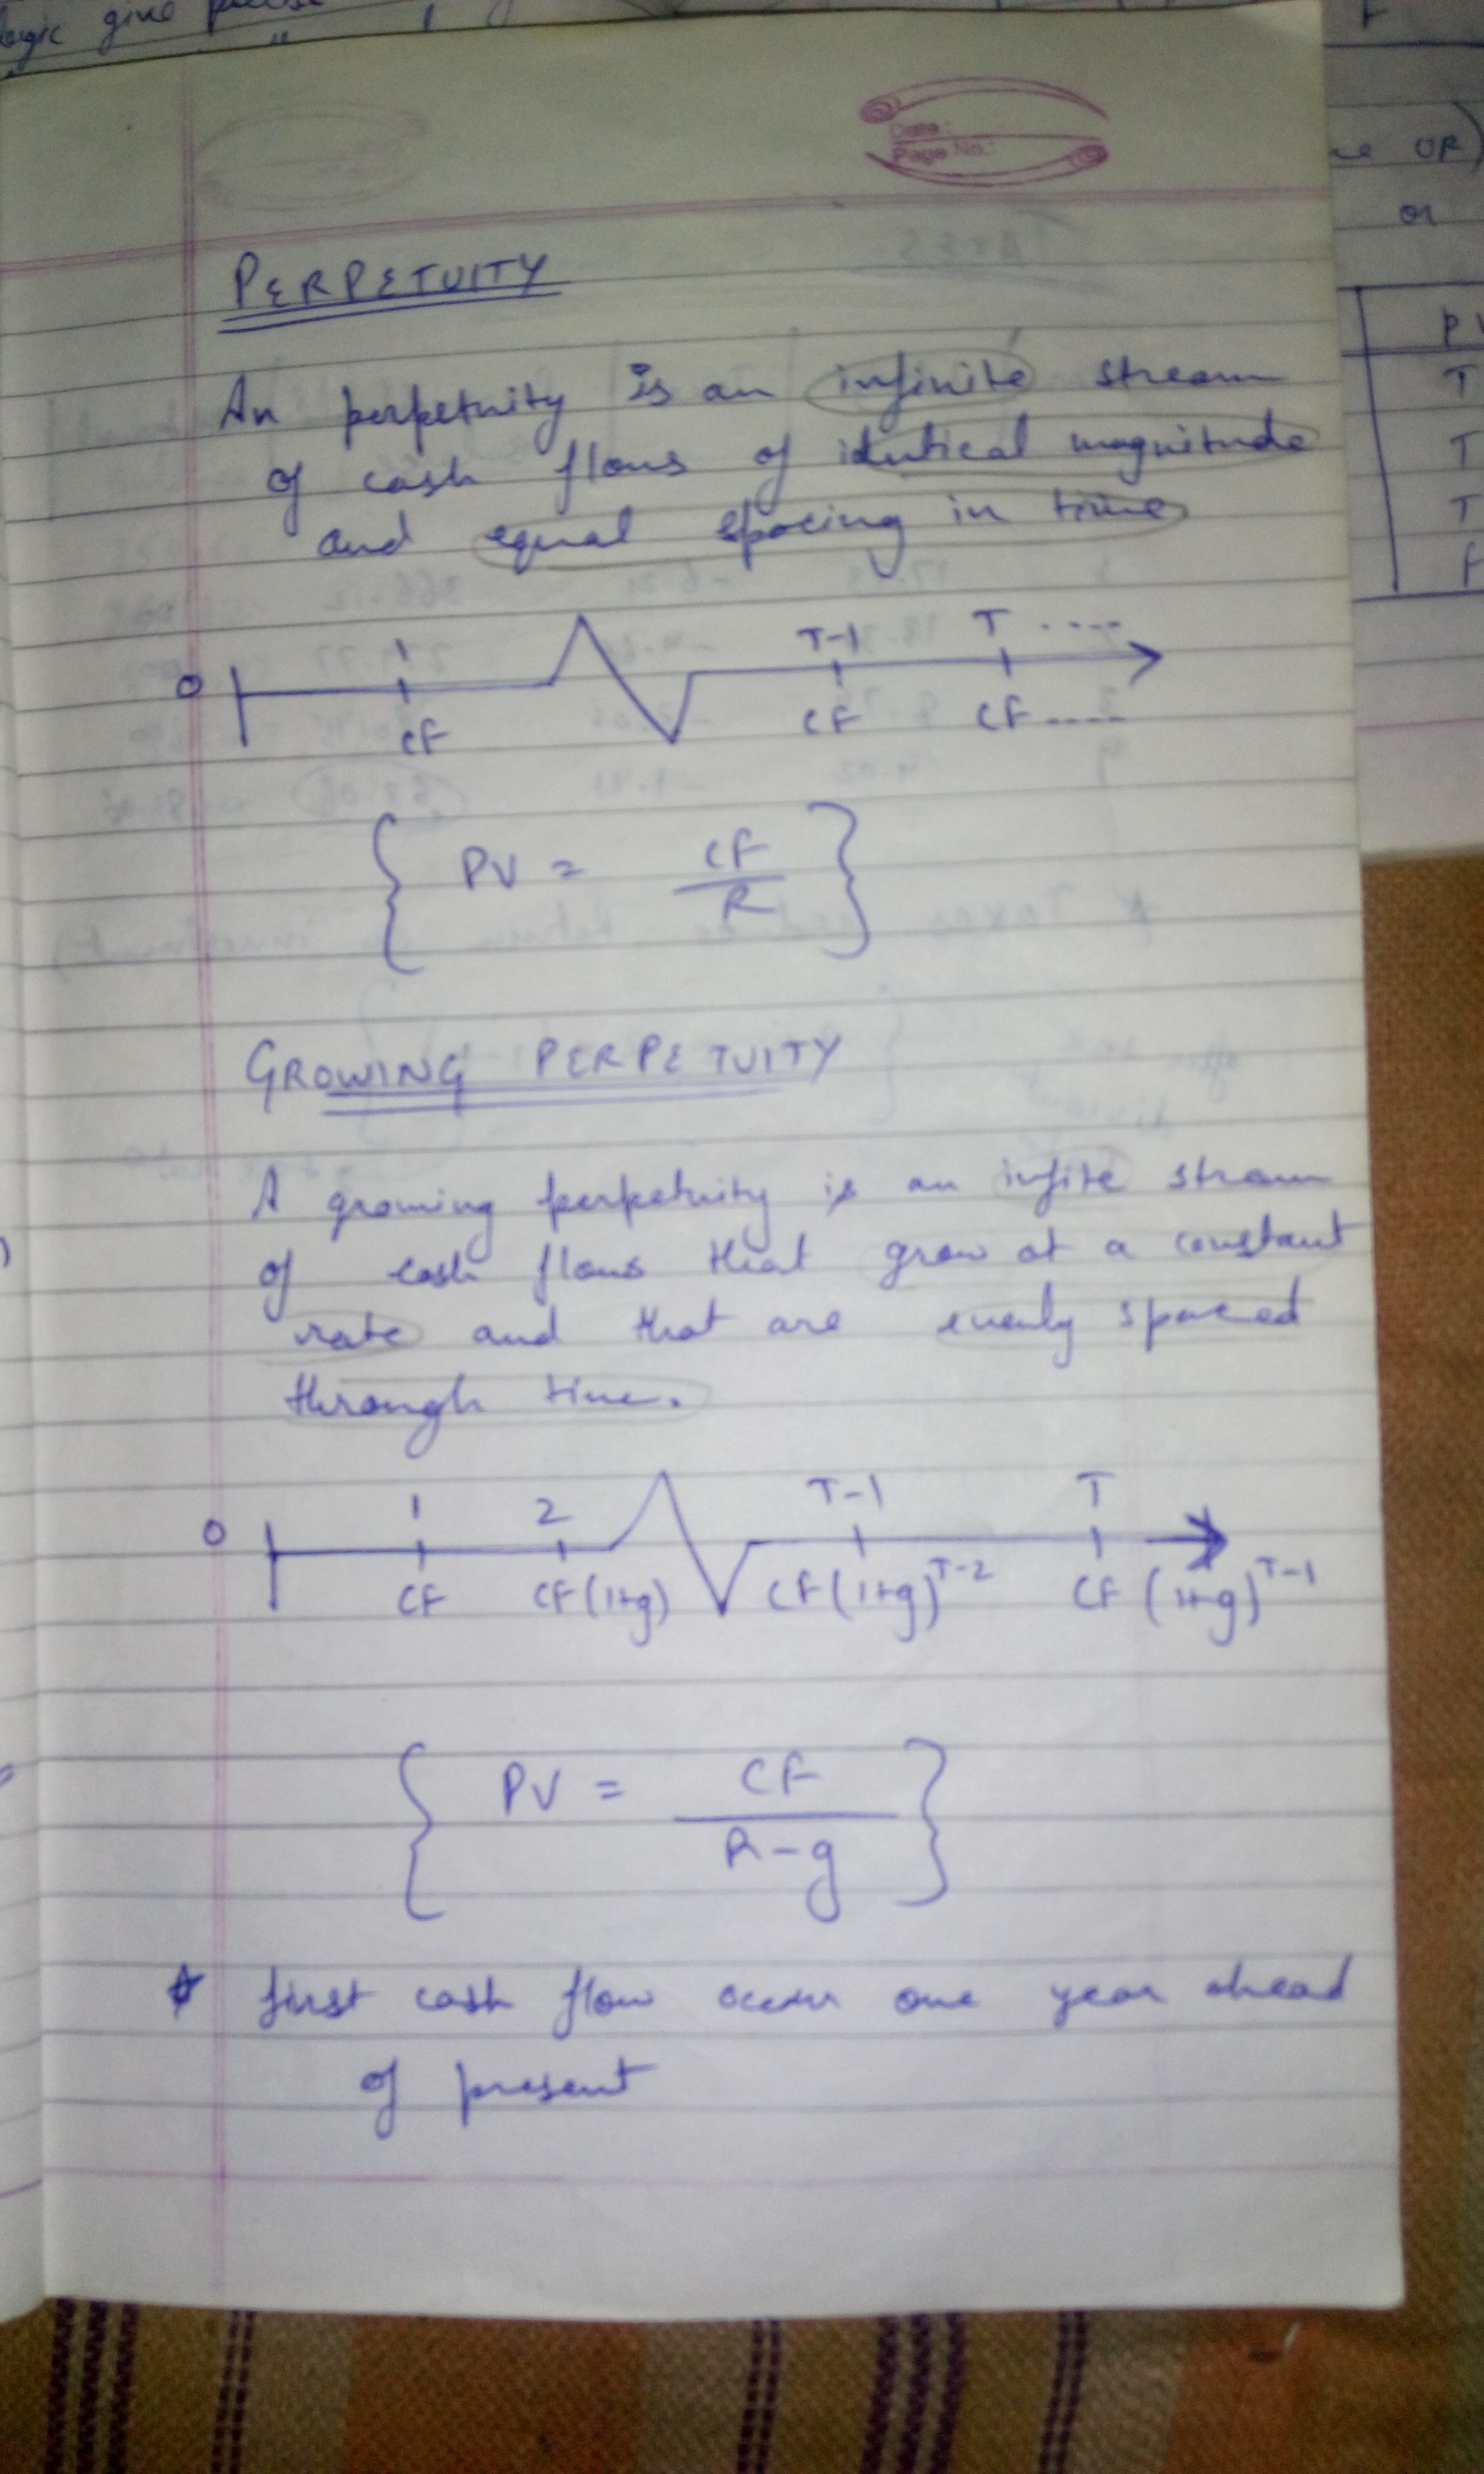 logic give
Date:
Page No.:
PERPETUITY
An perpetuity is an infinite stream
of cash flows of identical magnitude
and equal spacing in time
0 1 T-1 T ....
CF CF CF ....
{ PV = CF / R }
GROWING PERPETUITY
A growing perpetuity is an infite stream
of cash flows that grow at a constant
rate and that are evenly spaced
through time.
0 1 2 T-1 T
CF CF(1+g) CF(1+g)^T-2 CF(1+g)^T-1
{ PV = CF / R-g }
* first cash flow occur one year ahead
of present
OR)
or
P
T
T
T
F